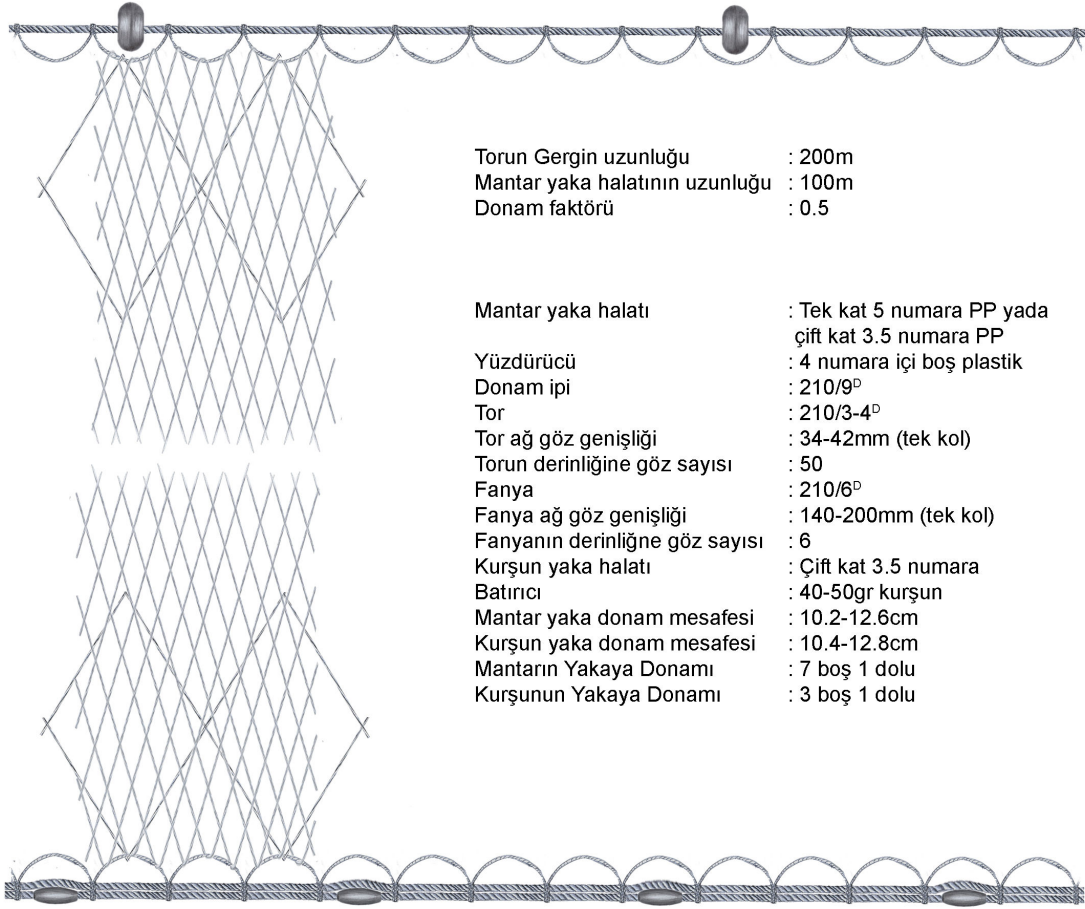 Torun Gergin uzunluğu : 200m
Mantar yaka halatının uzunluğu : 100m
Donam faktörü : 0.5
Mantar yaka halatı : Tek kat 5 numara PP yada
çift kat 3.5 numara PP
Yüzdürücü : 4 numara içi boş plastik
Donam ipi : 210/9ᴰ
Tor : 210/3-4ᴰ
Tor ağ göz genişliği : 34-42mm (tek kol)
Torun derinliğine göz sayısı : 50
Fanya : 210/6ᴰ
Fanya ağ göz genişliği : 140-200mm (tek kol)
Fanyanın derinliğne göz sayısı : 6
Kurşun yaka halatı : Çift kat 3.5 numara
Batırıcı : 40-50gr kurşun
Mantar yaka donam mesafesi : 10.2-12.6cm
Kurşun yaka donam mesafesi : 10.4-12.8cm
Mantarın Yakaya Donamı : 7 boş 1 dolu
Kurşunun Yakaya Donamı : 3 boş 1 dolu